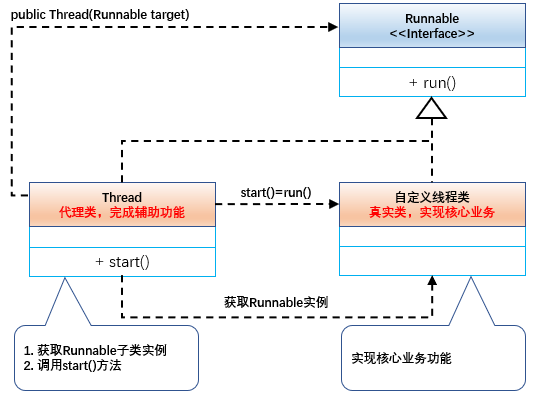 public Thread(Runnable target)
Runnable
<<Interface>>
+ run()
Thread
代理类，完成辅助功能
+ start()
start()=run()
自定义线程类
真实类，实现核心业务
获取Runnable实例
1. 获取Runnable子类实例
2. 调用start()方法
实现核心业务功能